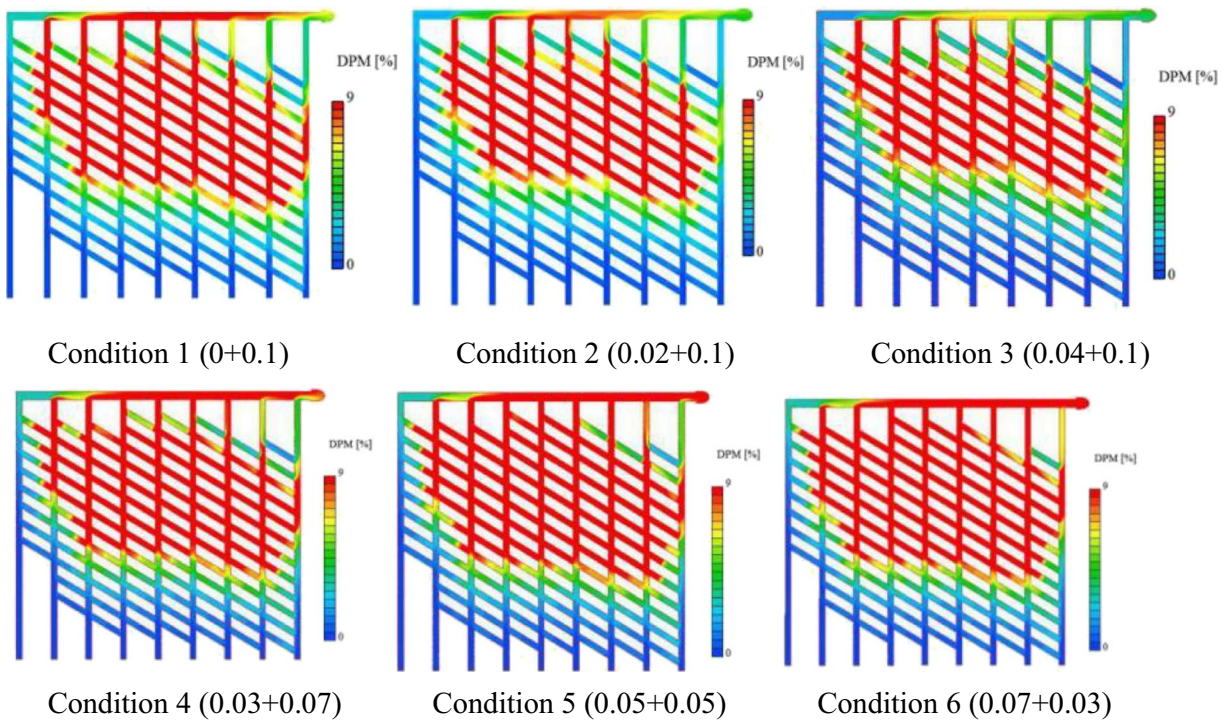 DPM [%]
9
0
DPM [%]
9
0
DPM [%]
9
0
Condition 1 (0+0.1)
Condition 2 (0.02+0.1)
Condition 3 (0.04+0.1)
DPM [%]
9
0
DPM [%]
9
0
DPM [%]
9
0
Condition 4 (0.03+0.07)
Condition 5 (0.05+0.05)
Condition 6 (0.07+0.03)